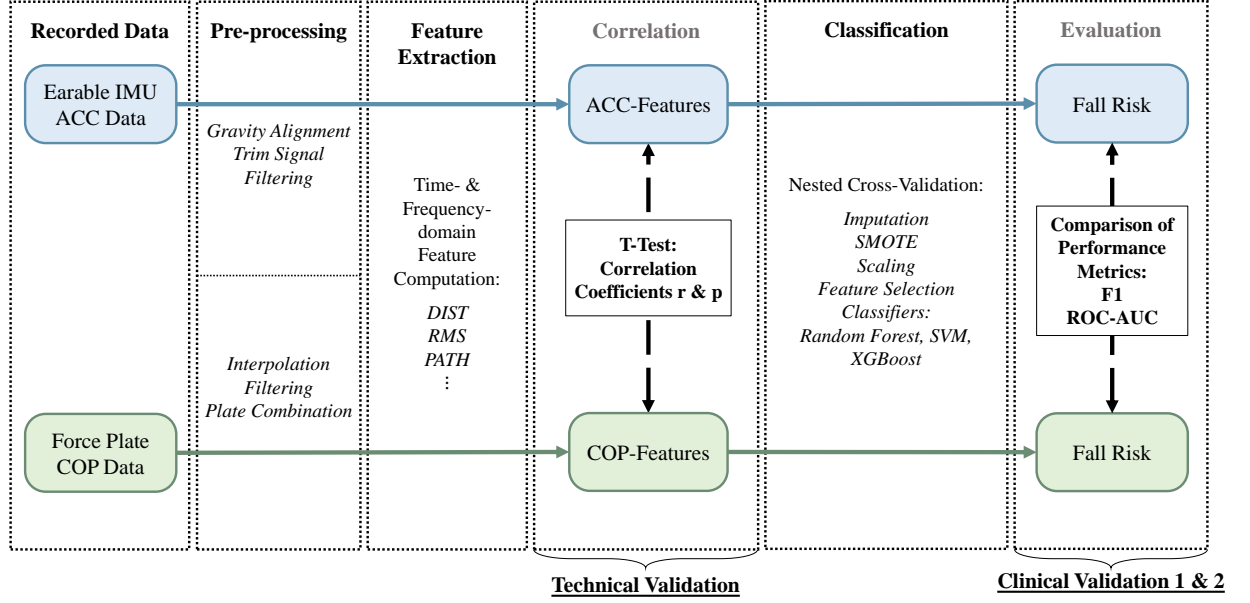 Recorded Data
Earable IMU
ACC Data
Force Plate
COP Data
Pre-processing
Gravity Alignment
Trim Signal
Filtering
Interpolation
Filtering
Plate Combination
Feature
Extraction
Time- &
Frequency-
domain
Feature
Computation:
DIST
RMS
PATH
⋮
Correlation
ACC-Features
T-Test:
Correlation
Coefficients r & p
COP-Features
Technical Validation
Classification
Nested Cross-Validation:
Imputation
SMOTE
Scaling
Feature Selection
Classifiers:
Random Forest, SVM,
XGBoost
Evaluation
Fall Risk
Comparison of
Performance
Metrics:
F1
ROC-AUC
Fall Risk
Clinical Validation 1 & 2